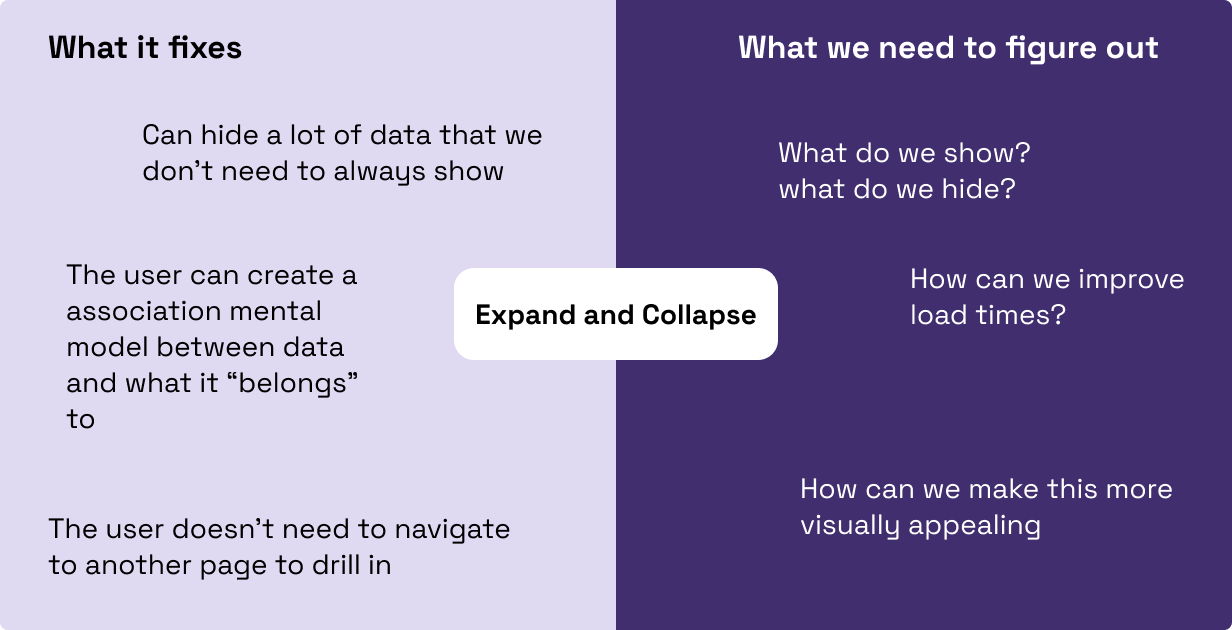 What it fixes
Can hide a lot of data that we
don’t need to always show
The user can create a
association mental
model between data
and what it “belongs”
to
The user doesn’t need to navigate
to another page to drill in
Expand and Collapse
What we need to figure out
What do we show?
what do we hide?
How can we improve
load times?
How can we make this more
visually appealing